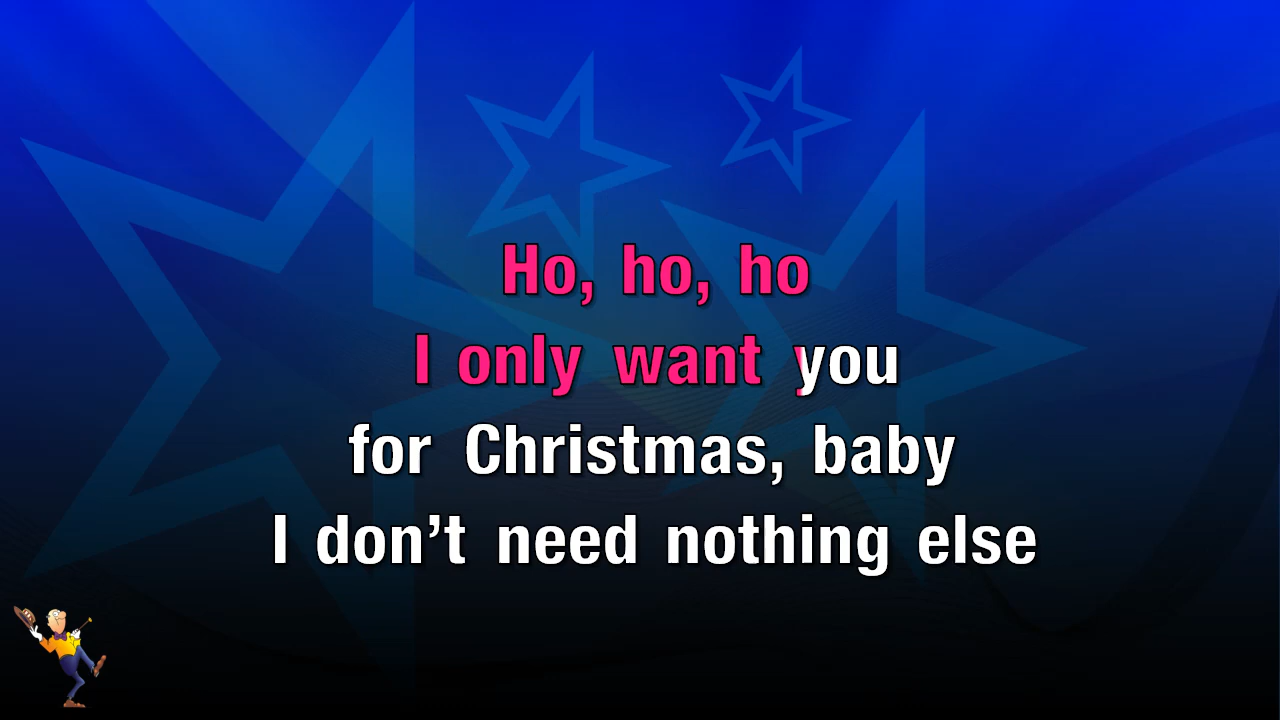 Ho, ho, ho
I only want you
for Christmas, baby
I don’t need nothing else